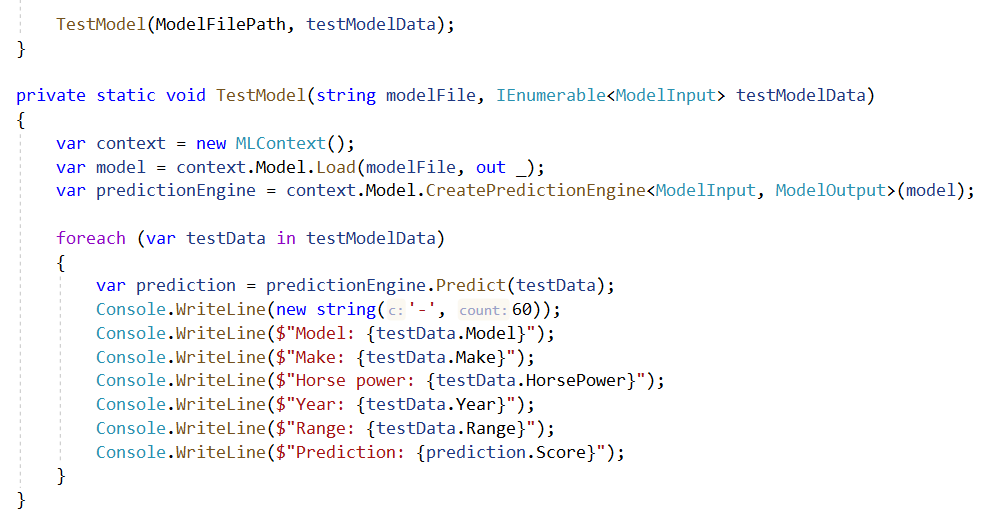 TestModel(ModelFilePath, testModelData);
}

private static void TestModel(string modelFile, IEnumerable<ModelInput> testModelData)
{
    var context = new MLContext();
    var model = context.Model.Load(modelFile, out _);
    var predictionEngine = context.Model.CreatePredictionEngine<ModelInput, ModelOutput>(model);

    foreach (var testData in testModelData)
    {
        var prediction = predictionEngine.Predict(testData);
        Console.WriteLine(new string(c: '-', count: 60));
        Console.WriteLine($"Model: {testData.Model}");
        Console.WriteLine($"Make: {testData.Make}");
        Console.WriteLine($"Horse power: {testData.HorsePower}");
        Console.WriteLine($"Year: {testData.Year}");
        Console.WriteLine($"Range: {testData.Range}");
        Console.WriteLine($"Prediction: {prediction.Score}");
    }
}